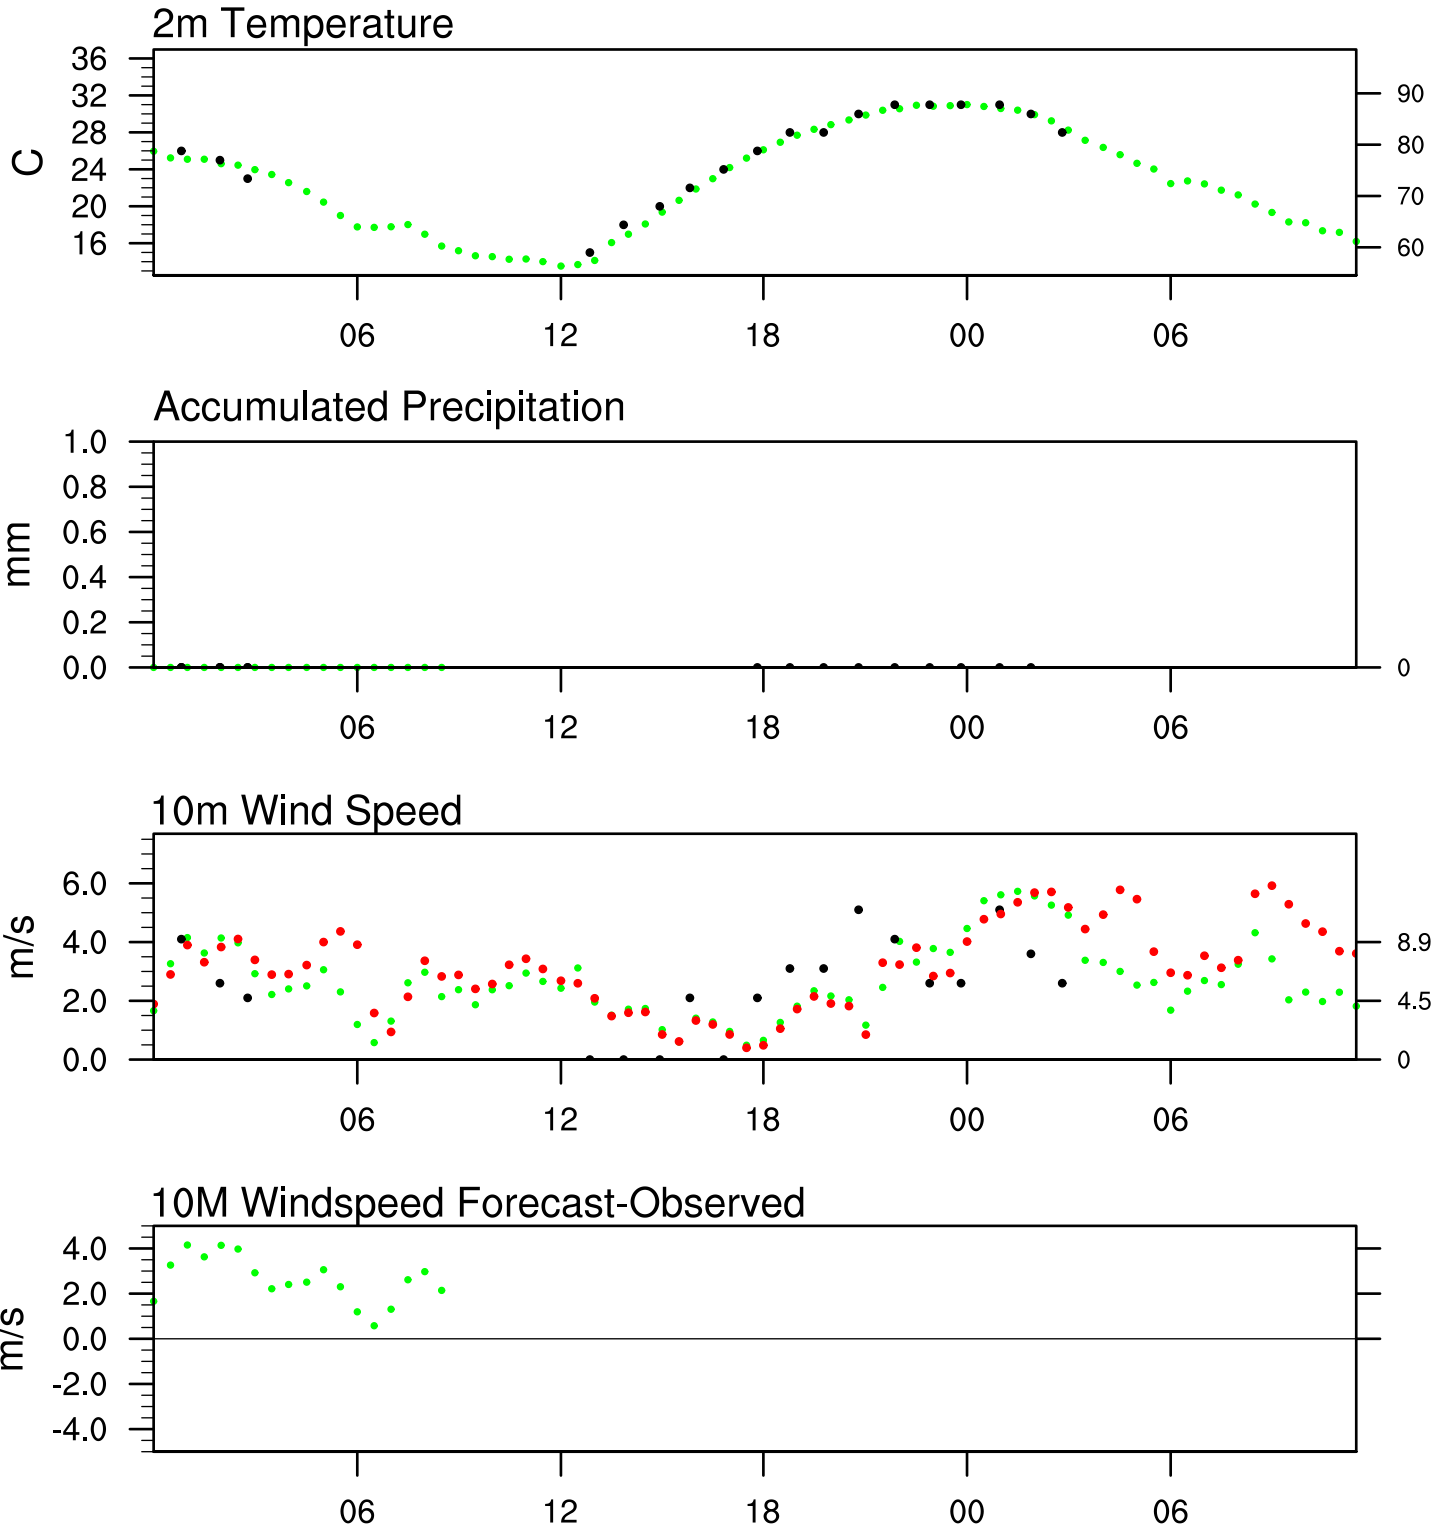 2m Temperature
36
32
28
24
20
16
C
90
80
70
60
06 12 18 00 06
Accumulated Precipitation
1.0
0.8
0.6
0.4
0.2
0.0
mm
0
06 12 18 00 06
10m Wind Speed
6.0
4.0
2.0
0.0
m/s
8.9
4.5
0
06 12 18 00 06
10M Windspeed Forecast-Observed
4.0
2.0
0.0
-2.0
-4.0
m/s
06 12 18 00 06